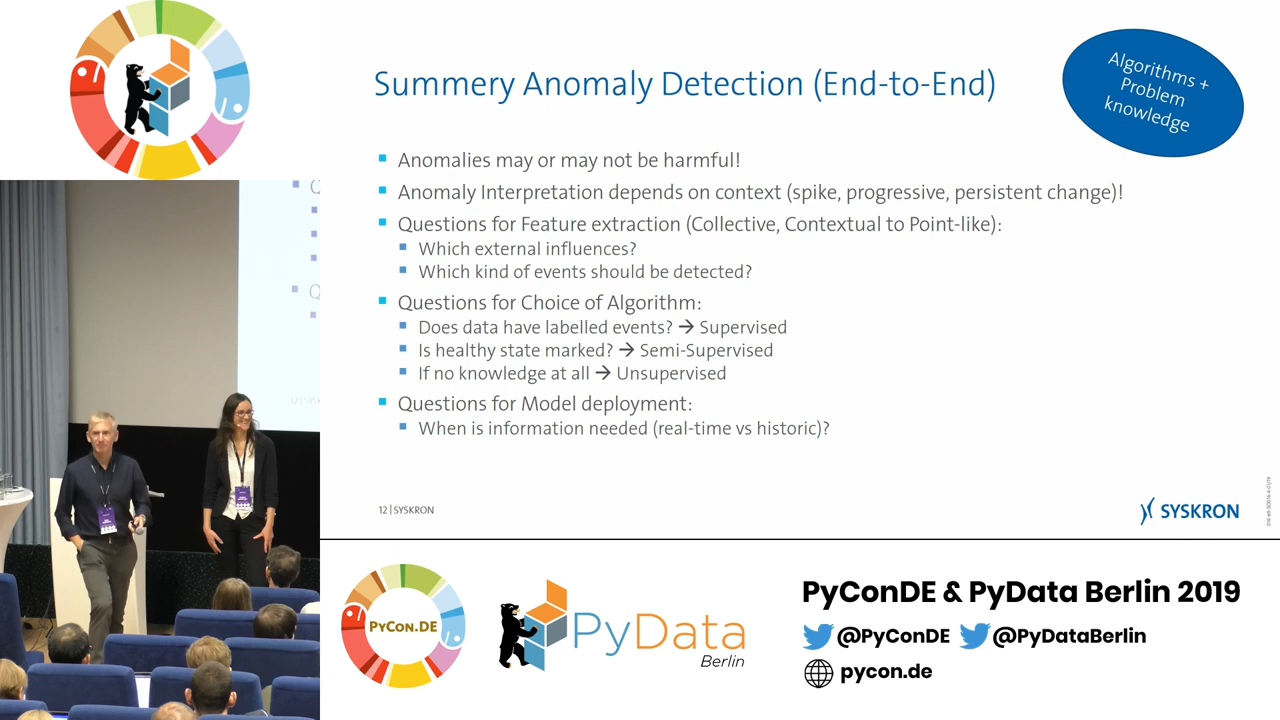 Summery Anomaly Detection (End-to-End)
Algorithms +
Problem
knowledge
Anomalies may or may not be harmful!
Anomaly Interpretation depends on context (spike, progressive, persistent change)!
Questions for Feature extraction (Collective, Contextual to Point-like):
Which external influences?
Which kind of events should be detected?
Questions for Choice of Algorithm:
Does data have labelled events? → Supervised
Is healthy state marked? → Semi-Supervised
If no knowledge at all → Unsupervised
Questions for Model deployment:
When is information needed (real-time vs historic)?
12 | SYSKRON
SYSKRON
PyCon.DE
PyData
Berlin
PyConDE & PyData Berlin 2019
@PyConDE @PyDataBerlin
pycon.de